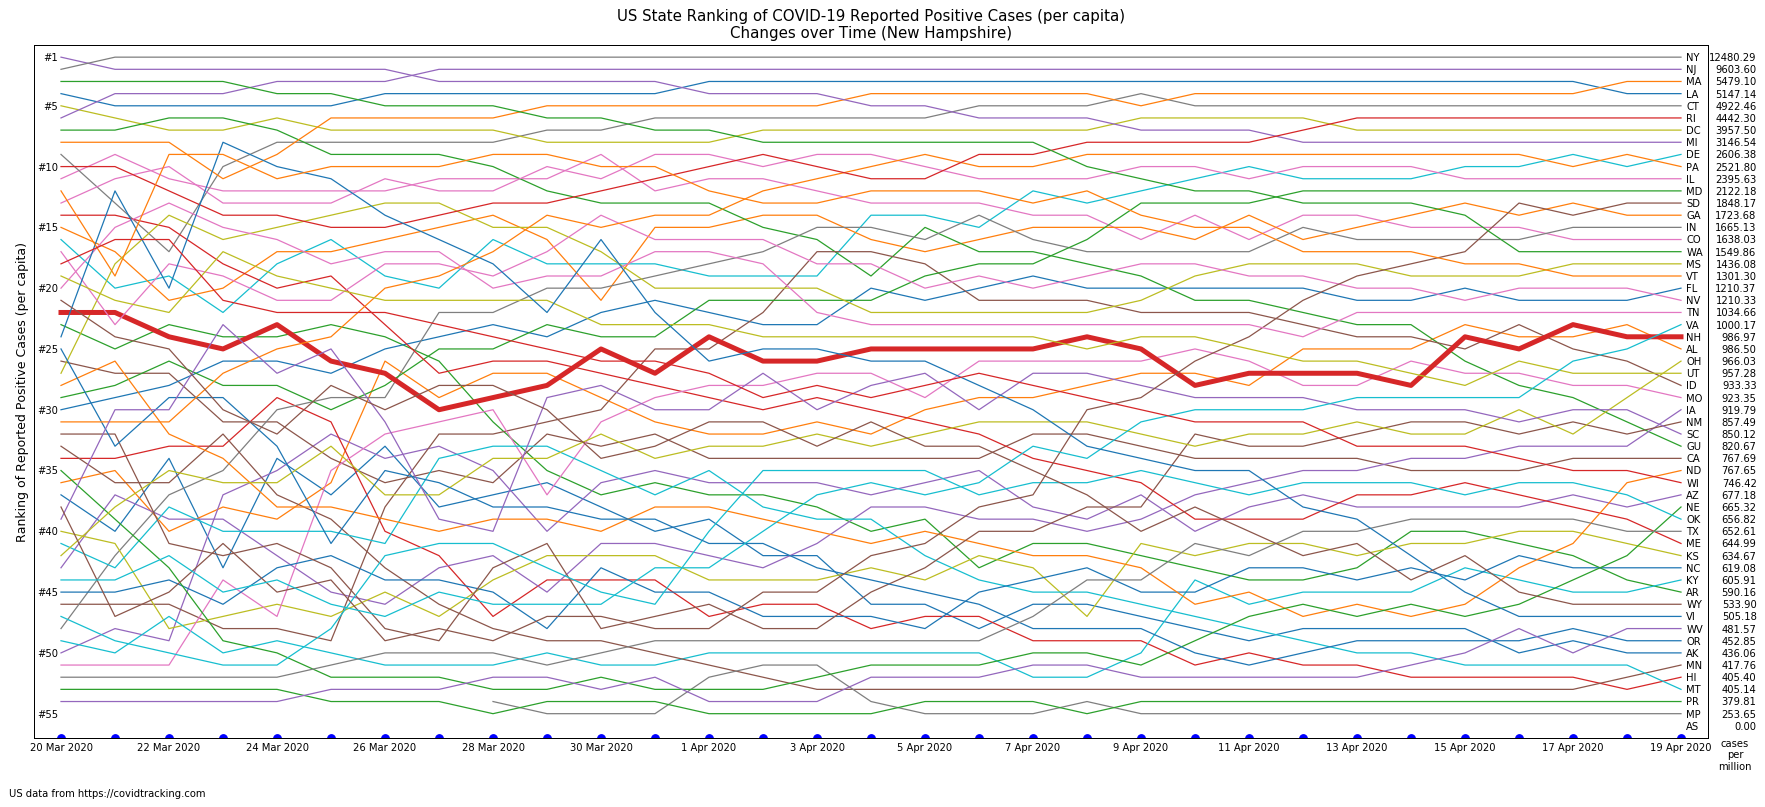 US State Ranking of COVID-19 Reported Positive Cases (per capita)
Changes over Time (New Hampshire)
Ranking of Reported Positive Cases (per capita)
#1
#5
#10
#15
#20
#25
#30
#35
#40
#45
#50
#55
NY 12480.29
NJ 9603.60
MA 5479.10
LA 5147.14
CT 4922.46
RI 4442.30
DC 3957.50
MI 3146.54
DE 2606.38
PA 2521.80
IL 2395.63
MD 2122.18
SD 1848.17
GA 1723.68
IN 1665.13
CO 1638.03
WA 1549.86
MS 1436.08
VT 1301.30
FL 1210.37
NV 1210.33
TN 1034.66
VA 1000.17
NH 986.97
AL 986.50
OH 966.03
UT 957.28
ID 933.33
MO 923.35
IA 919.79
NM 857.49
SC 850.12
GU 820.67
CA 767.69
ND 767.65
WI 746.42
AZ 677.18
NE 665.32
OK 656.82
TX 652.61
ME 644.99
KS 634.67
NC 619.08
KY 605.91
AR 590.16
WY 533.90
VI 505.18
WV 481.57
OR 452.85
AK 436.06
MN 417.76
HI 405.40
MT 405.14
PR 379.81
MP 253.65
AS 0.00
20 Mar 2020 22 Mar 2020 24 Mar 2020 26 Mar 2020 28 Mar 2020 30 Mar 2020 1 Apr 2020 3 Apr 2020 5 Apr 2020 7 Apr 2020 9 Apr 2020 11 Apr 2020 13 Apr 2020 15 Apr 2020 17 Apr 2020 19 Apr 2020
cases
per
million
US data from https://covidtracking.com